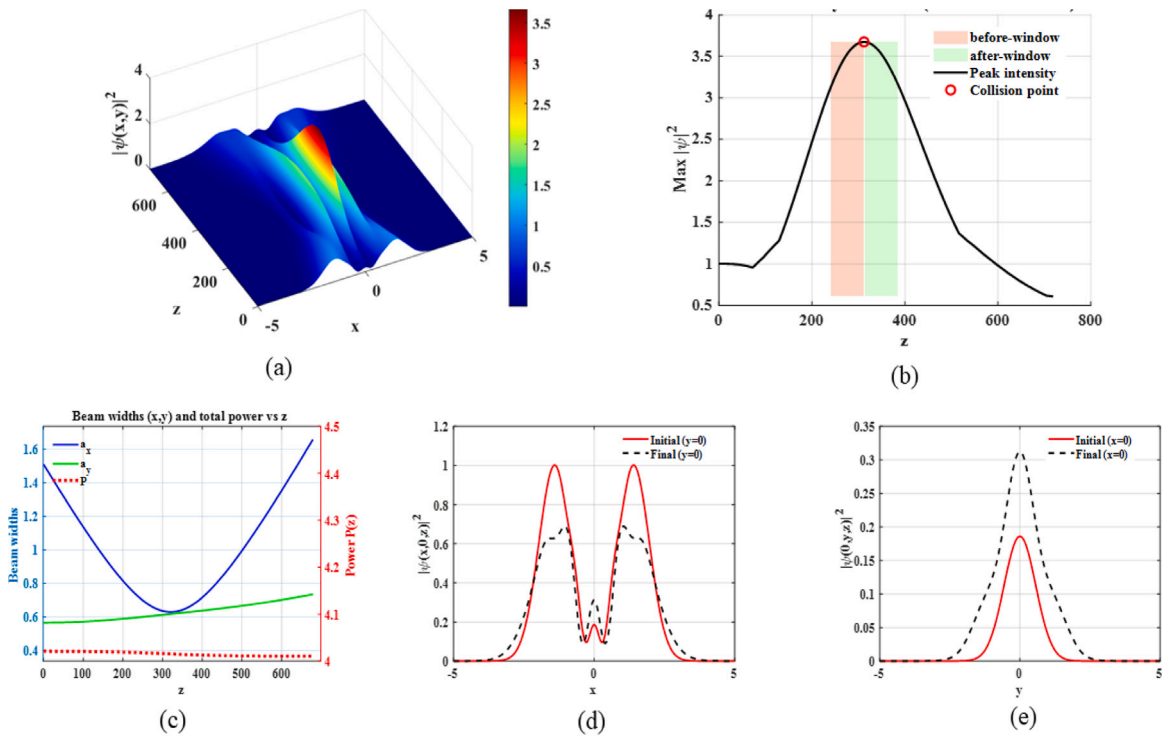 |ψ(x,y)|²
4
2
0
600
400
200
0
z
-5
0
5
x
3.5
3
2.5
2
1.5
1
0.5
(a)
4
3.5
3
2.5
2
1.5
1
0.5
Max |ψ|²
0
200
400
600
800
z
before-window
after-window
Peak intensity
Collision point
(b)
Beam widths (x,y) and total power vs z
1.6
1.4
1.2
1
0.8
0.6
0.4
Beam widths
a_x
a_y
P
4.5
4.4
4.3
4.2
4.1
4
Power P(z)
0
100
200
300
400
500
600
z
(c)
1
0.8
0.6
0.4
0.2
0
|ψ(x,0,z)|²
Initial (y=0)
Final (y=0)
-5
0
5
x
(d)
0.35
0.3
0.25
0.2
0.15
0.1
0.05
0
|ψ(0,y,z)|²
Initial (x=0)
Final (x=0)
-5
0
5
y
(e)